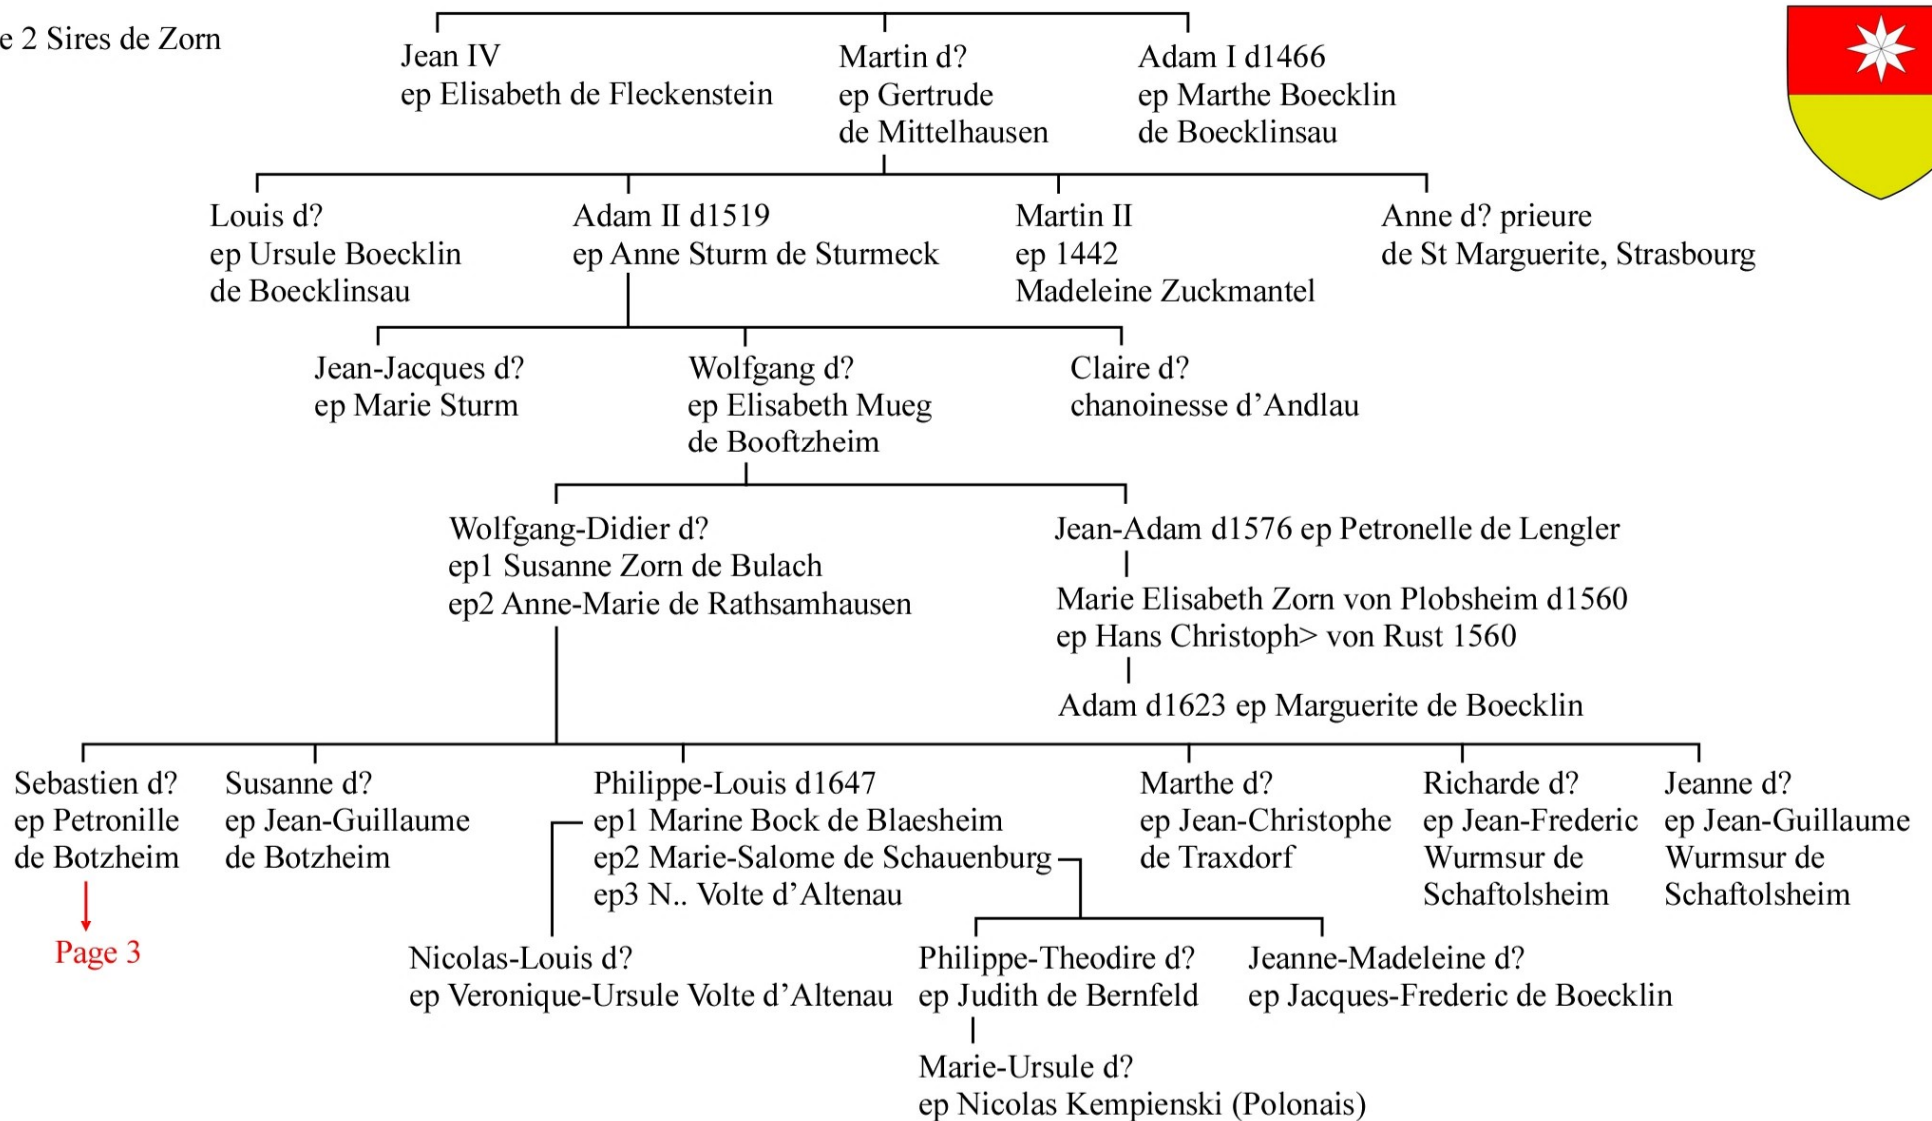 e 2 Sires de Zorn
Jean IV
ep Elisabeth de Fleckenstein
Martin d?
ep Gertrude
de Mittelhausen
Adam I d1466
ep Marthe Boecklin
de Boecklinsau
Louis d?
ep Ursule Boecklin
de Boecklinsau
Adam II d1519
ep Anne Sturm de Sturmeck
Martin II
ep 1442
Madeleine Zuckmantel
Anne d? prieure
de St Marguerite, Strasbourg
Jean-Jacques d?
ep Marie Sturm
Wolfgang d?
ep Elisabeth Mueg
de Booftzheim
Claire d?
chanoinesse d'Andlau
Wolfgang-Didier d?
ep1 Susanne Zorn de Bulach
ep2 Anne-Marie de Rathsamhausen
Jean-Adam d1576 ep Petronelle de Lengler
Marie Elisabeth Zorn von Plobsheim d1560
ep Hans Christoph> von Rust 1560
Adam d1623 ep Marguerite de Boecklin
Sebastien d?
ep Petronille
de Botzheim
Page 3
Susanne d?
ep Jean-Guillaume
de Botzheim
Philippe-Louis d1647
ep1 Marine Bock de Blaesheim
ep2 Marie-Salome de Schauenburg
ep3 N.. Volte d'Altenau
Marthe d?
ep Jean-Christophe
de Traxdorf
Richarde d?
ep Jean-Frederic
Wurmsur de
Schaftolsheim
Jeanne d?
ep Jean-Guillaume
Wurmsur de
Schaftolsheim
Nicolas-Louis d?
ep Veronique-Ursule Volte d'Altenau
Philippe-Theodire d?
ep Judith de Bernfeld
Jeanne-Madeleine d?
ep Jacques-Frederic de Boecklin
Marie-Ursule d?
ep Nicolas Kempienski (Polonais)